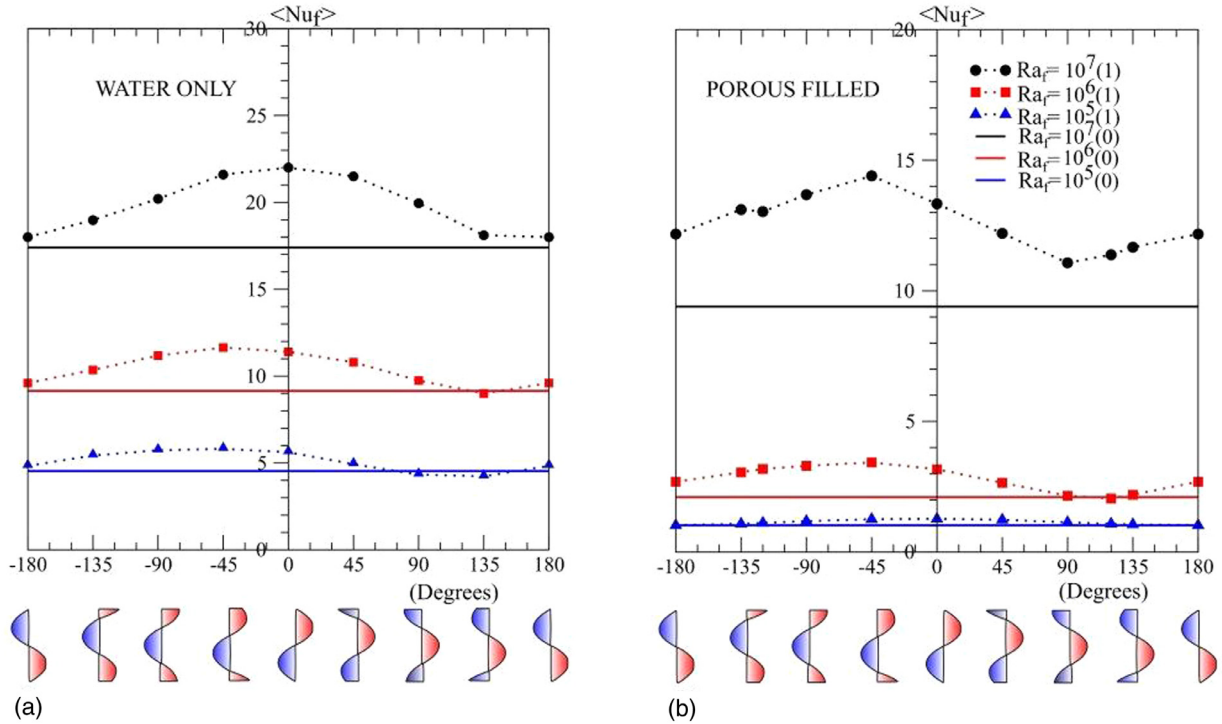 <Nuf>
30
WATER ONLY
25
20
15
10
5
0
-180 -135 -90 -45 0 45 90 135 180
(Degrees)
(a)
<Nuf>
20
POROUS FILLED
Raf= 10^7(1)
Raf= 10^6(1)
Raf= 10^5(1)
Raf= 10^7(0)
Raf= 10^6(0)
Raf= 10^5(0)
15
10
5
0
-180 -135 -90 -45 0 45 90 135 180
(Degrees)
(b)